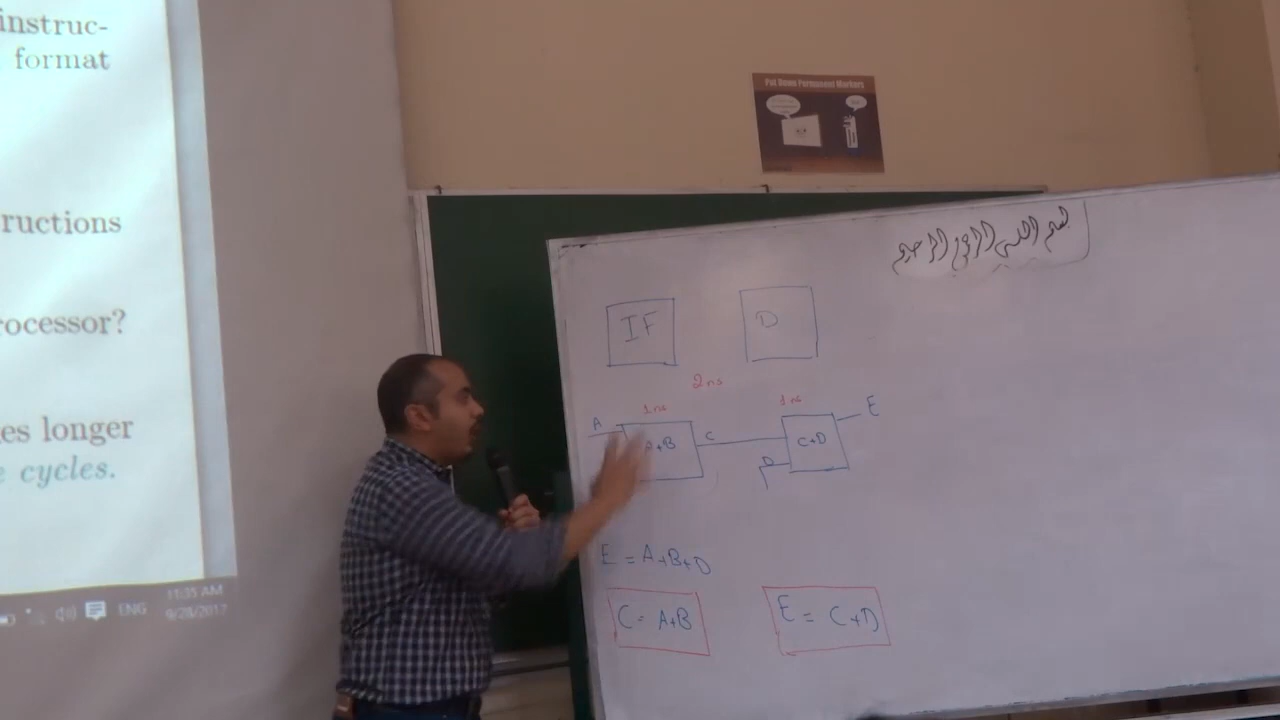 instruc-
format
ructions
rocessor?
es longer
e cycles.
ENG
11:35 AM
9/28/2017
Put Down Permanent Markers
بسم الله الرحمن الرحيم
IF
D
2ns
1ns
1ns
A
A+B
C
C+D
D
E
E = A+B+D
C = A+B
E = C+D